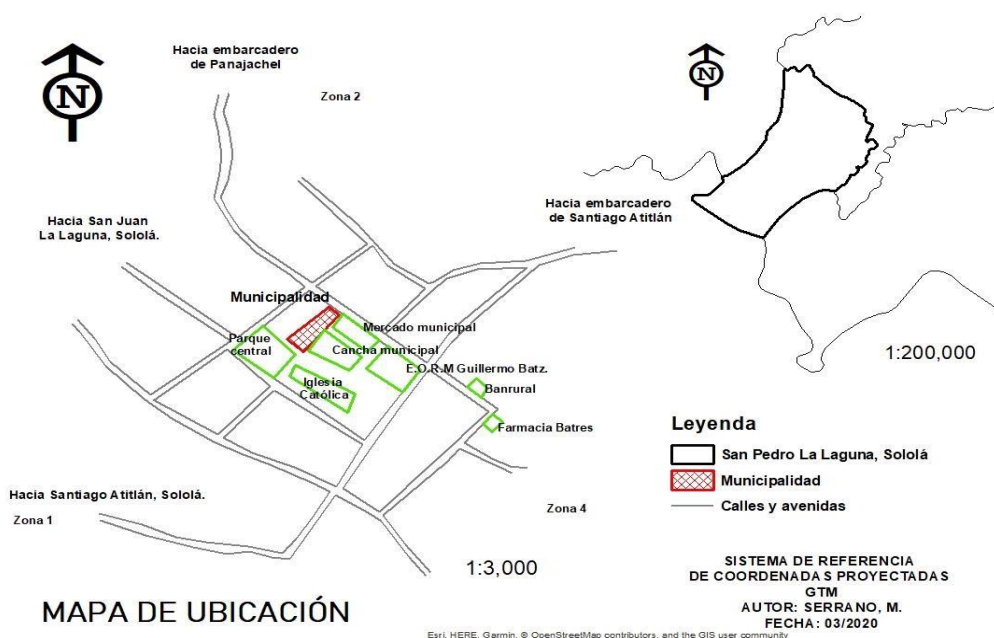 Hacia embarcadero
de Panajachel
N
Zona 2
N
Hacia San Juan
La Laguna, Sololá.
Hacia embarcadero
de Santiago Atitlán
Municipalidad
Mercado municipal
Parque
central
Cancha municipal
1:200,000
E.O.R.M Guillermo Batz.
Iglesia
Católica
Banrural
Farmacia Batres
Leyenda
San Pedro La Laguna, Sololá
Municipalidad
Calles y avenidas
Hacia Santiago Atitlán, Sololá.
Zona 1
Zona 4
1:3,000
SISTEMA DE REFERENCIA
DE COORDENADAS PROYECTADAS
GTM
AUTOR: SERRANO, M.
FECHA: 03/2020
MAPA DE UBICACIÓN
Esri, HERE, Garmin, © OpenStreetMap contributors, and the GIS user community